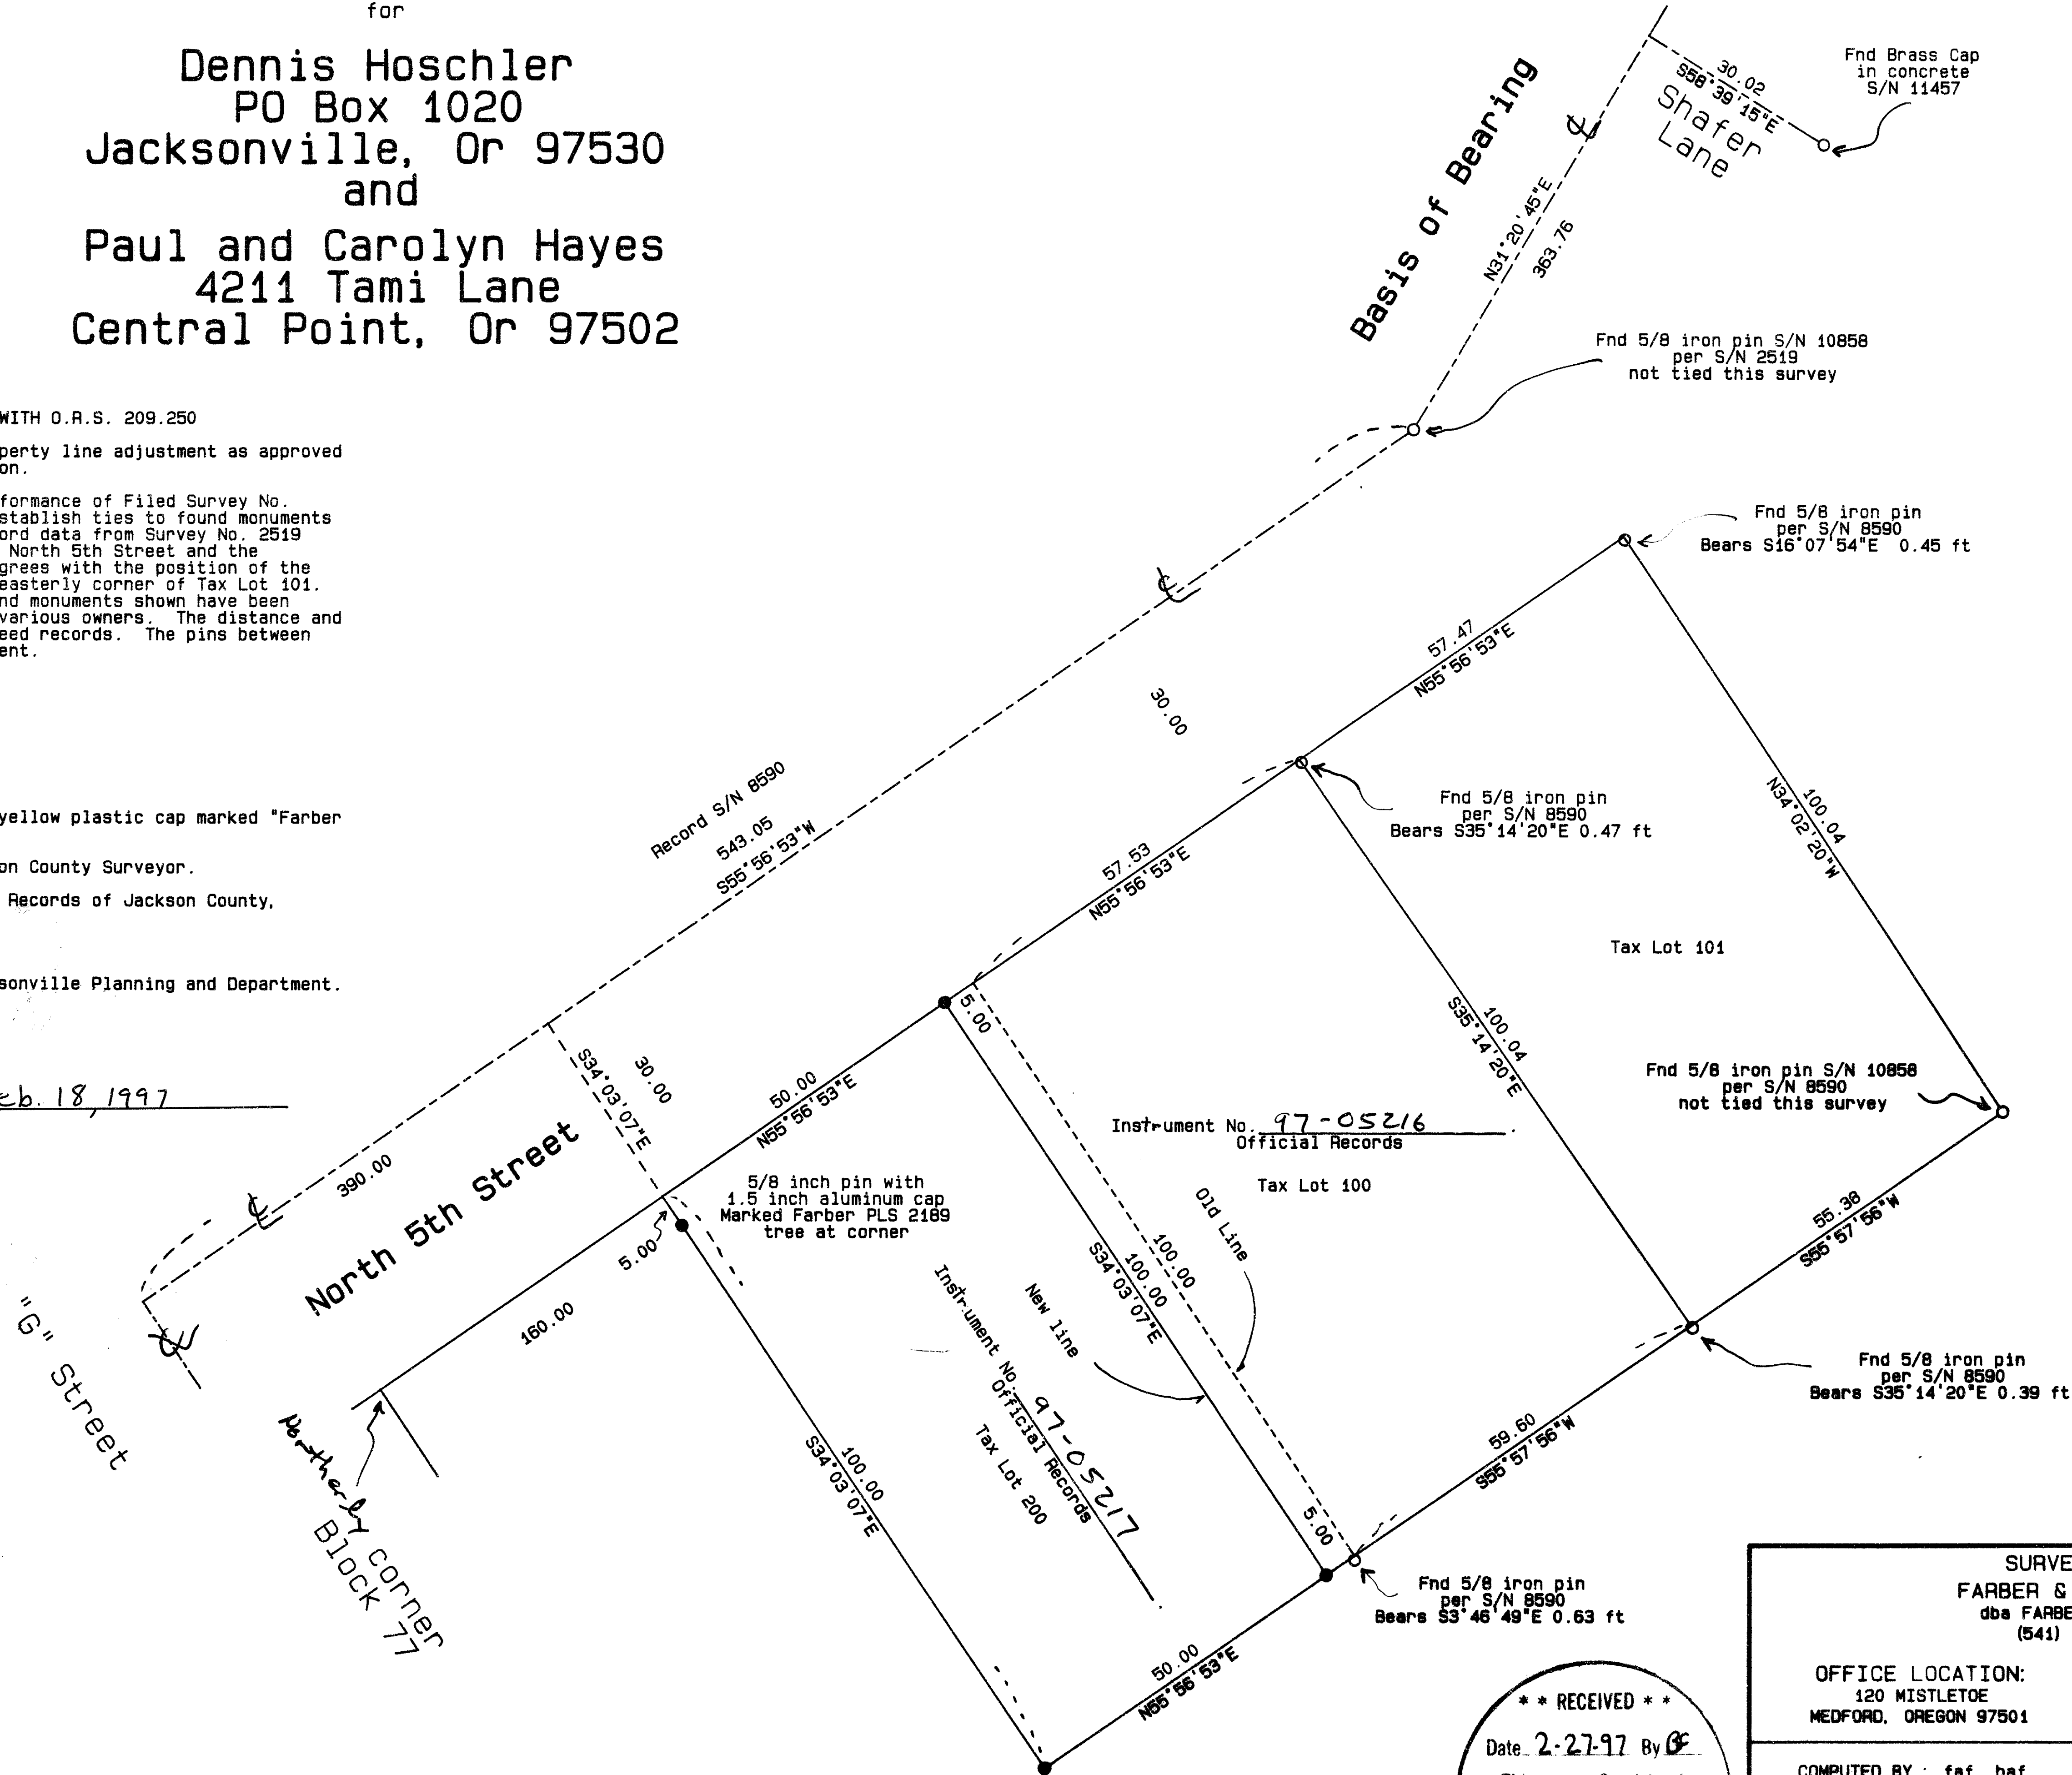 for
Dennis Hoschler
PO Box 1020
Jacksonville, Or 97530
and
Paul and Carolyn Hayes
4211 Tami Lane
Central Point, Or 97502
WITH O.R.S. 209.250
perty line adjustment as approved
on.
formance of Filed Survey No.
stablish ties to found monuments
ord data from Survey No. 2519
North 5th Street and the
grees with the position of the
easterly corner of Tax Lot 101.
nd monuments shown have been
various owners. The distance and
eed records. The pins between
ent.
yellow plastic cap marked "Farber
on County Surveyor.
Records of Jackson County,
sonville Planning and Department.
eb. 18, 1997
Basis of Bearing
N31°20'45"E
363.76
30.02
S58°39'15"E
Shafer
Lane
Fnd Brass Cap
in concrete
S/N 11457
Fnd 5/8 iron pin S/N 10858
per S/N 2519
not tied this survey
Fnd 5/8 iron pin
per S/N 8590
Bears S16°07'54"E 0.45 ft
57.47
N55°56'53"E
30.00
Record S/N 8590
543.05
S55°56'53"W
57.53
N55°56'53"E
Fnd 5/8 iron pin
per S/N 8590
Bears S35°14'20"E 0.47 ft
100.04
N34°02'20"W
Tax Lot 101
100.04
S35°14'20"E
Fnd 5/8 iron pin S/N 10858
per S/N 8590
not tied this survey
5.00
30.00
S34°03'07"E
50.00
N55°56'53"E
Instrument No. 97-05216
Official Records
Tax Lot 100
390.00
North 5th Street
5/8 inch pin with
1.5 inch aluminum cap
Marked Farber PLS 2189
tree at corner
5.00
160.00
Old Line
100.00
100.00
S34°03'07"E
New line
55.38
S55°57'56"W
"G" Street
Northerly corner
Block 77
Instrument No. 97-05217
Official Records
Tax Lot 200
100.00
S34°03'07"E
Fnd 5/8 iron pin
per S/N 8590
Bears S35°14'20"E 0.39 ft
59.60
S55°57'56"W
5.00
Fnd 5/8 iron pin
per S/N 8590
Bears S3°46'49"E 0.63 ft
50.00
N55°56'53"E
* * RECEIVED * *
Date 2-27-97 By
SURVE
FARBER &
dba FARBE
(541)
OFFICE LOCATION:
120 MISTLETOE
MEDFORD, OREGON 97501
COMPUTED BY : faf baf